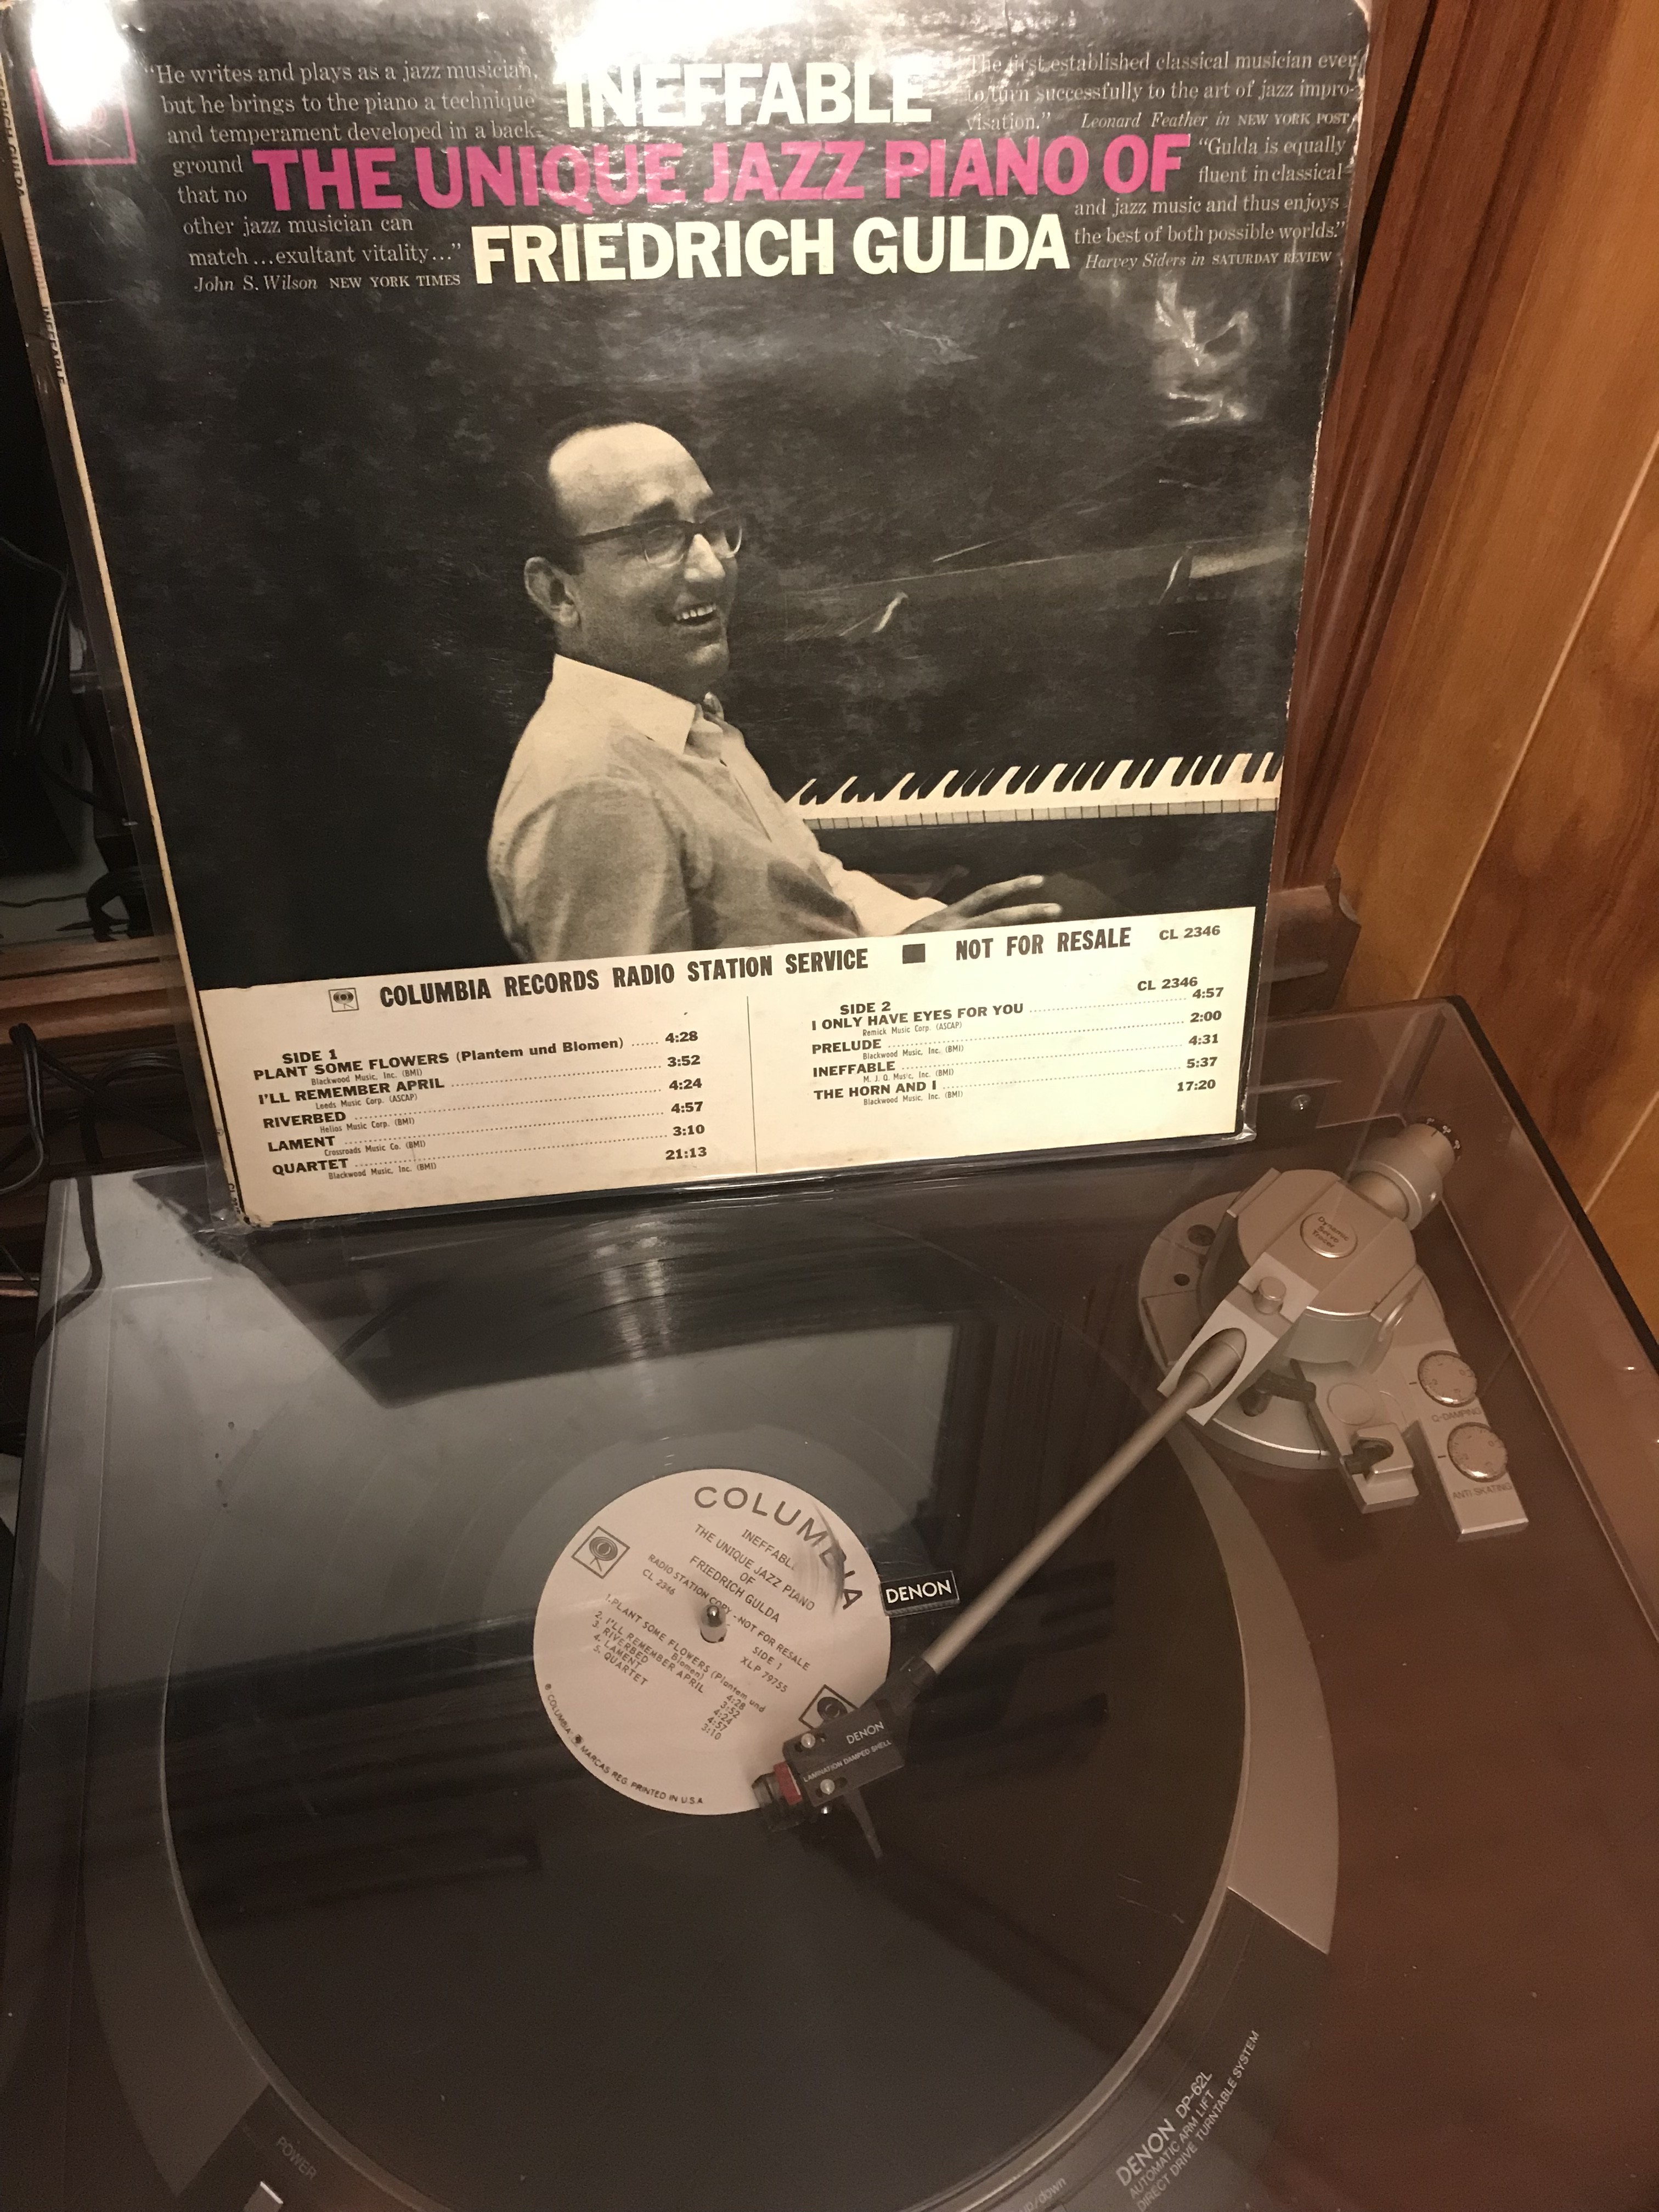 "He writes and plays as a jazz musician,
but he brings to the piano a technique
and temperament developed in a back-
ground
that no
other jazz musician can
match...exultant vitality..."
John S. Wilson NEW YORK TIMES
INEFFABLE
THE UNIQUE JAZZ PIANO OF
FRIEDRICH GULDA
The first established classical musician ever
to turn successfully to the art of jazz impro-
visation." Leonard Feather in NEW YORK POST
"Gulda is equally
fluent in classical
and jazz music and thus enjoys
the best of both possible worlds."
Harvey Siders in SATURDAY REVIEW
INEFFABLE
COLUMBIA RECORDS RADIO STATION SERVICE ■ NOT FOR RESALE CL 2346
SIDE 1
PLANT SOME FLOWERS (Plantem und Blomen) ...... 4:28
Blackwood Music, Inc. (BMI)
I'LL REMEMBER APRIL 3:52
Leeds Music Corp. (ASCAP)
RIVERBED 4:24
Helios Music Corp. (BMI)
LAMENT 4:57
Crossroads Music Co. (BMI)
QUARTET 3:10
Blackwood Music, Inc. (BMI)
21:13
CL 2346
SIDE 2
I ONLY HAVE EYES FOR YOU 4:57
Remick Music Corp. (ASCAP)
PRELUDE 2:00
Blackwood Music, Inc. (BMI)
INEFFABLE 4:31
M. J. Q. Music, Inc. (BMI)
THE HORN AND I 5:37
Blackwood Music, Inc. (BMI)
17:20
Dynamic
Servo
Tracer
Q-DAMPING
ANTI-SKATING
COLUMBIA
INEFFABLE
THE UNIQUE JAZZ PIANO
OF
FRIEDRICH GULDA
RADIO STATION COPY - NOT FOR RESALE
CL 2346
SIDE 1
XLP 79755
1. PLANT SOME FLOWERS (Plantem und
Blomen) 4:28
2. I'LL REMEMBER APRIL 3:52
3. RIVERBED 4:24
4. LAMENT 4:57
5. QUARTET 3:10
® COLUMBIA MARCAS REG. PRINTED IN U.S.A
DENON
DENON
LAMINATION DAMPED SHELL
POWER
up/down
DENON DP-62L
AUTOMATIC ARM LIFT
DIRECT DRIVE TURNTABLE SYSTEM